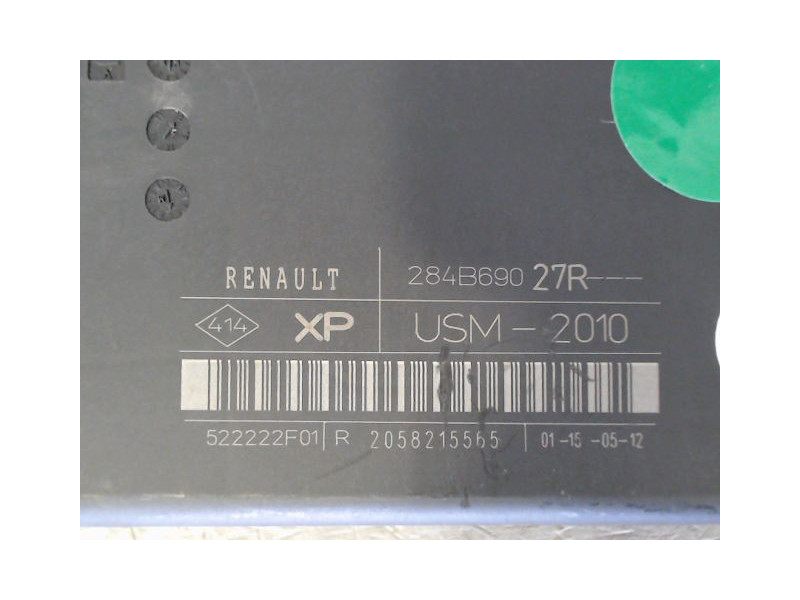 RENAULT 284B690 27R---
414 XP USM - 2010
522222F01 R 2058215565 01-15-05-12